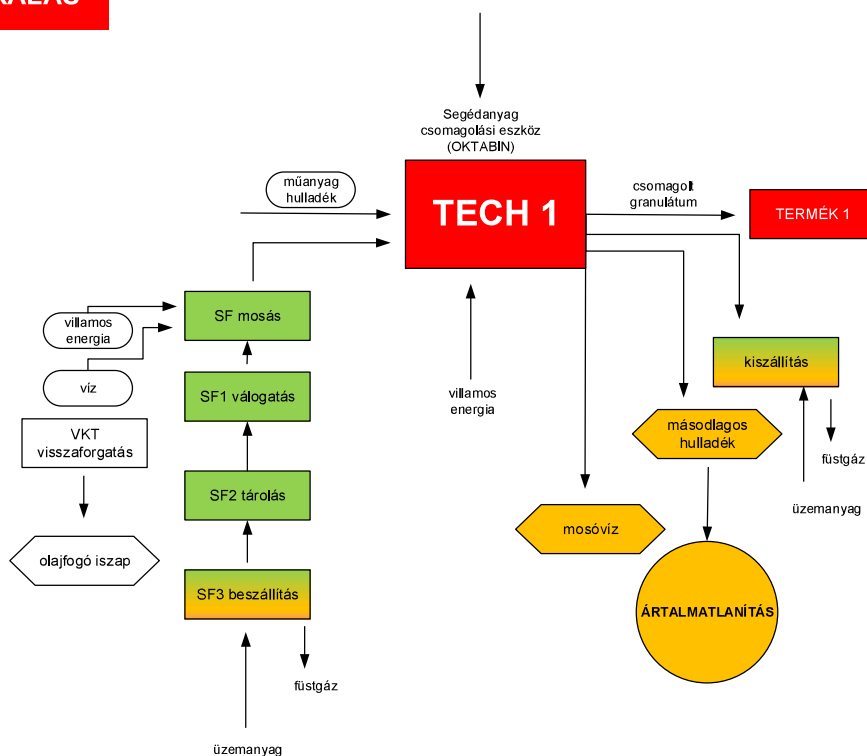 Segédanyag
csomagolási eszköz
(OKTABIN)
műanyag
hulladék
TECH 1
csomagolt
granulátum
TERMÉK 1
SF mosás
villamos
energia
víz
SF1 válogatás
VKT
visszaforgatás
SF2 tárolás
olajfogó iszap
SF3 beszállítás
füstgáz
üzemanyag
villamos
energia
kiszállítás
másodlagos
hulladék
füstgáz
üzemanyag
mosóvíz
ÁRTALMATLANÍTÁS